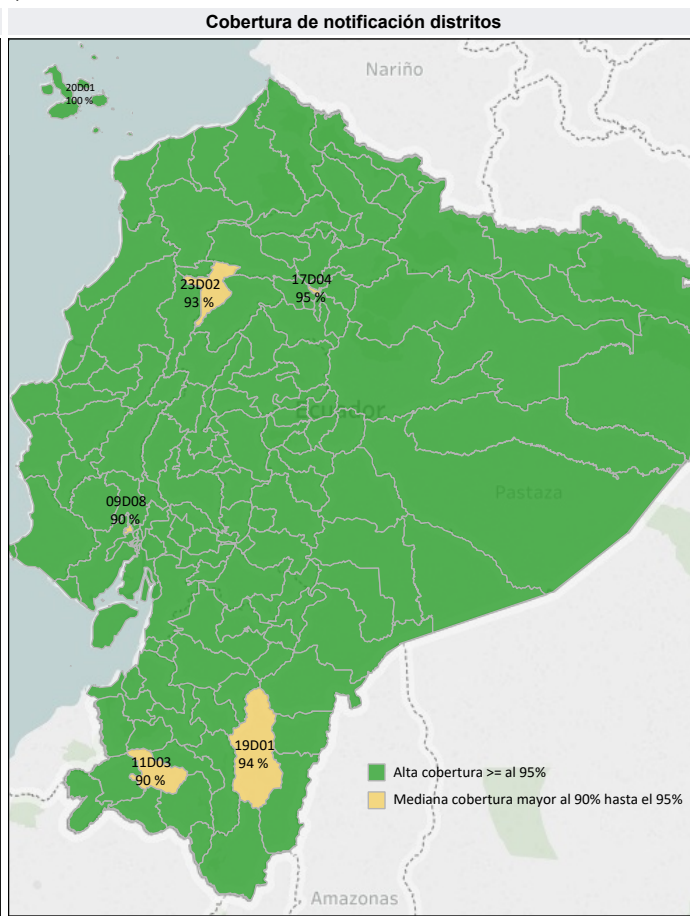 Cobertura de notificación distritos
Nariño
20D01
100 %
23D02
93 %
17D04
95 %
Ecuador
Pastaza
09D08
90 %
19D01
94 %
11D03
90 %
Alta cobertura >= al 95%
Mediana cobertura mayor al 90% hasta el 95%
Amazonas